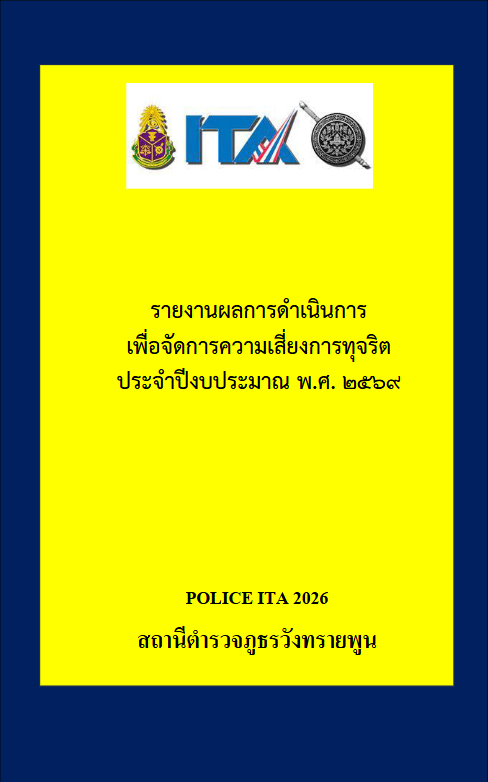 ITA
รายงานผลการดำเนินการ
เพื่อจัดการความเสี่ยงการทุจริต
ประจำปีงบประมาณ พ.ศ. ๒๕๖๙
POLICE ITA 2026
สถานีตำรวจภูธรวังทรายพูน